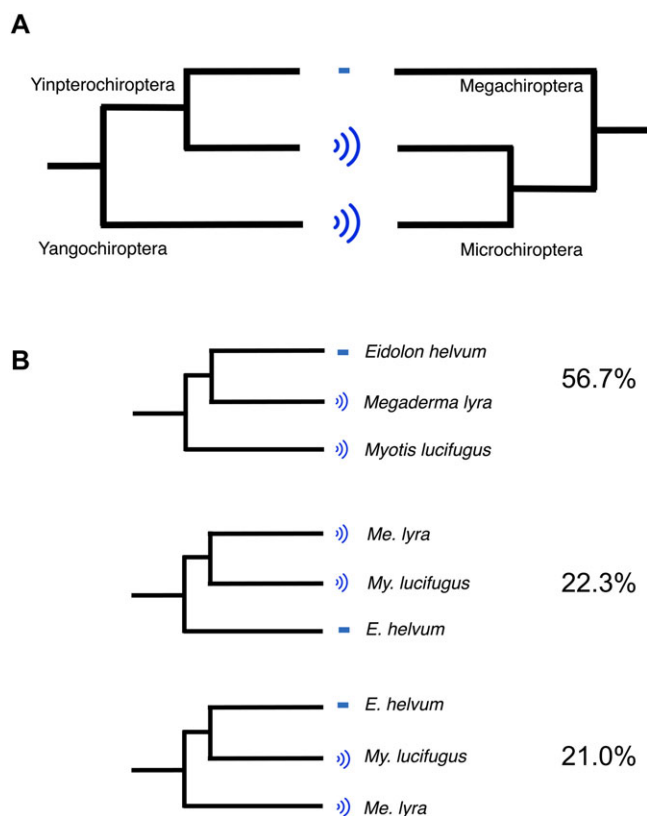 A
Yinpterochiroptera
Megachiroptera
Yangochiroptera
Microchiroptera
B
Eidolon helvum
56.7%
Megaderma lyra
Myotis lucifugus
Me. lyra
My. lucifugus
22.3%
E. helvum
E. helvum
My. lucifugus
21.0%
Me. lyra